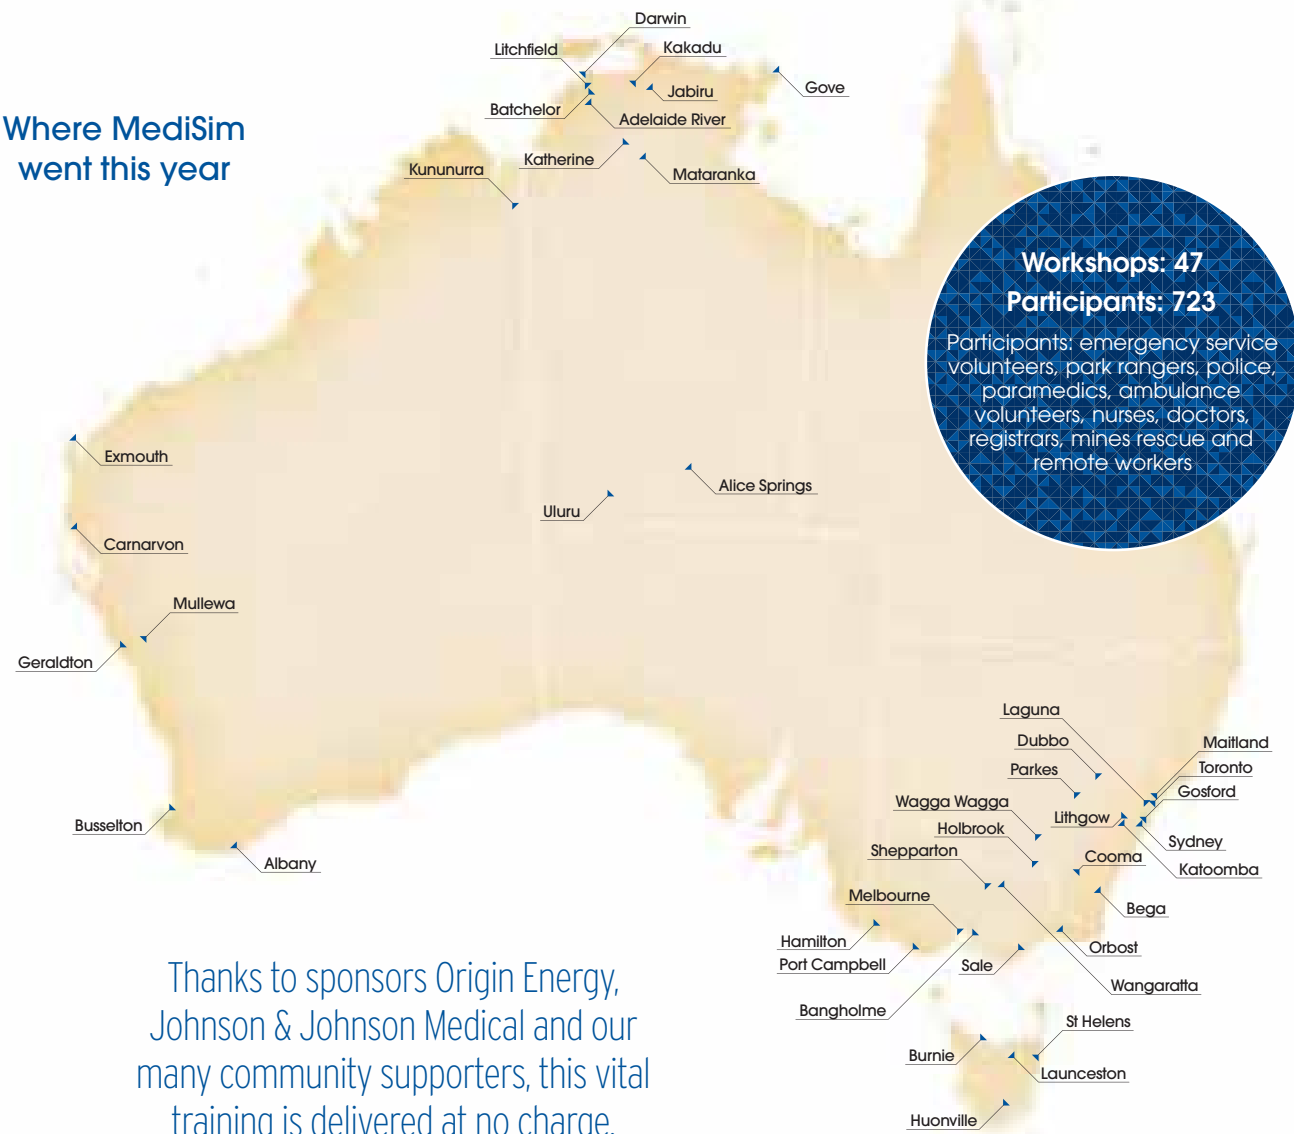 Where MediSim
went this year
Darwin
Litchfield
Kakadu
Gove
Jabiru
Batchelor
Adelaide River
Katherine
Kununurra
Mataranka
Workshops: 47
Participants: 723
Participants: emergency service
volunteers, park rangers, police,
paramedics, ambulance
volunteers, nurses, doctors,
registrars, mines rescue and
remote workers
Exmouth
Alice Springs
Uluru
Carnarvon
Mullewa
Geraldton
Laguna
Dubbo
Maitland
Parkes
Toronto
Gosford
Wagga Wagga
Lithgow
Holbrook
Sydney
Busselton
Shepparton
Cooma
Albany
Katoomba
Melbourne
Bega
Hamilton
Orbost
Port Campbell
Sale
Wangaratta
Bangholme
St Helens
Burnie
Launceston
Huonville
Thanks to sponsors Origin Energy,
Johnson & Johnson Medical and our
many community supporters, this vital
training is delivered at no charge.